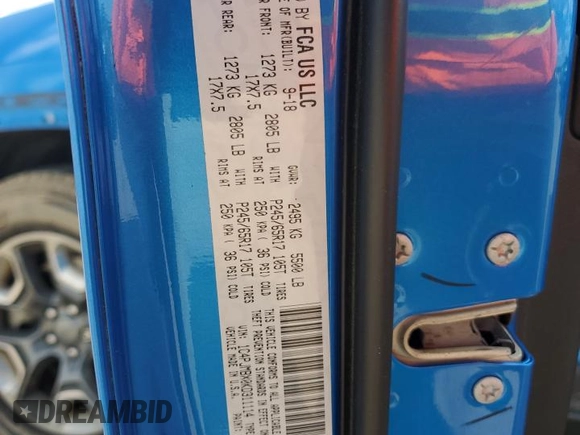 D BY FCA US LLC
E OF MFR(BUILT): 9-18 GVWR: 2495 KG 5500 LB
R FRONT: 1273 KG 2805 LB WITH P245/65R17 105T TIRES
17X7.5 RIMS AT 250 KPA ( 36 PSI) COLD
R REAR: 1273 KG 2805 LB WITH P245/65R17 105T TIRES
17X7.5 RIMS AT 250 KPA ( 36 PSI) COLD
THIS VEHICLE CONFORMS TO ALL APPLICABLE
THEFT PREVENTION STANDARDS IN EFFECT ON
VIN: TYPE
VEHICLE MADE IN U.S.A. PAINT
DREAMBID